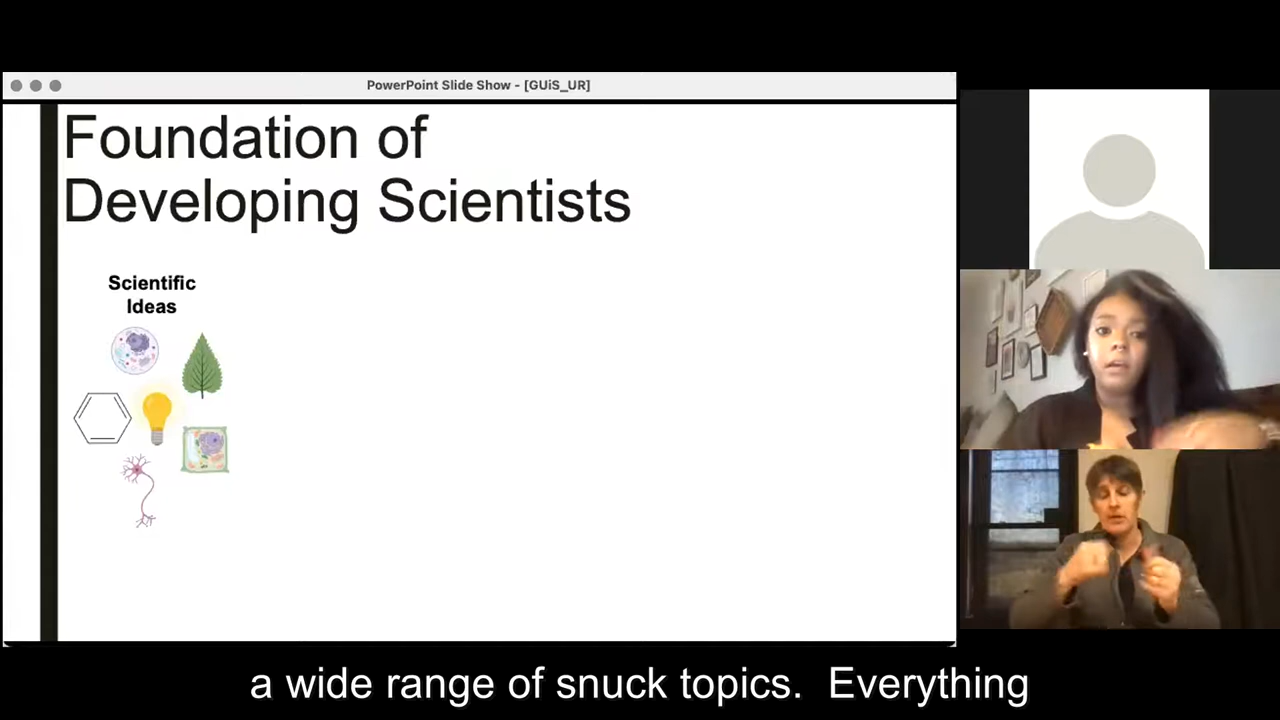 PowerPoint Slide Show - [GUiS_UR]
Foundation of
Developing Scientists
Scientific
Ideas
a wide range of snuck topics.  Everything